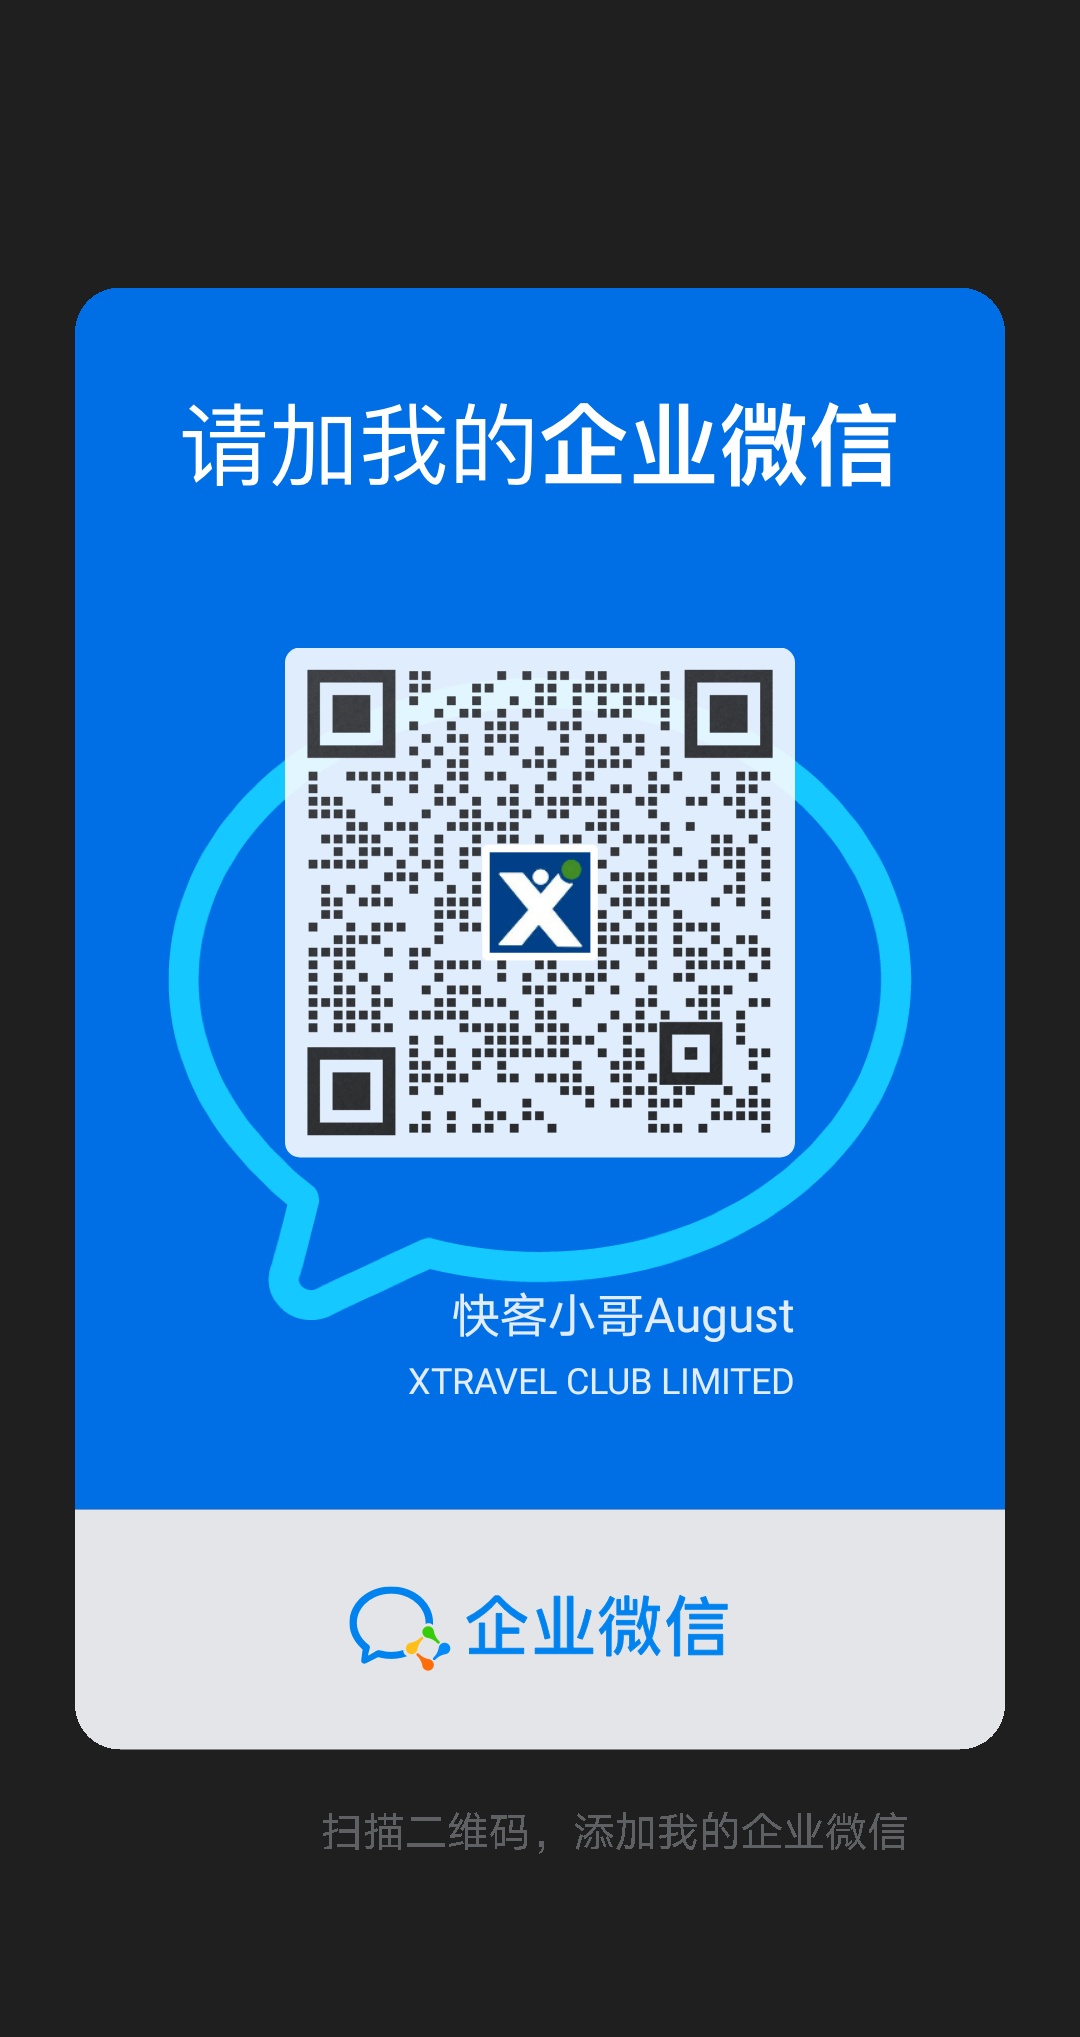 请加我的企业微信
快客小哥August
XTRAVEL CLUB LIMITED
企业微信
扫描二维码，添加我的企业微信